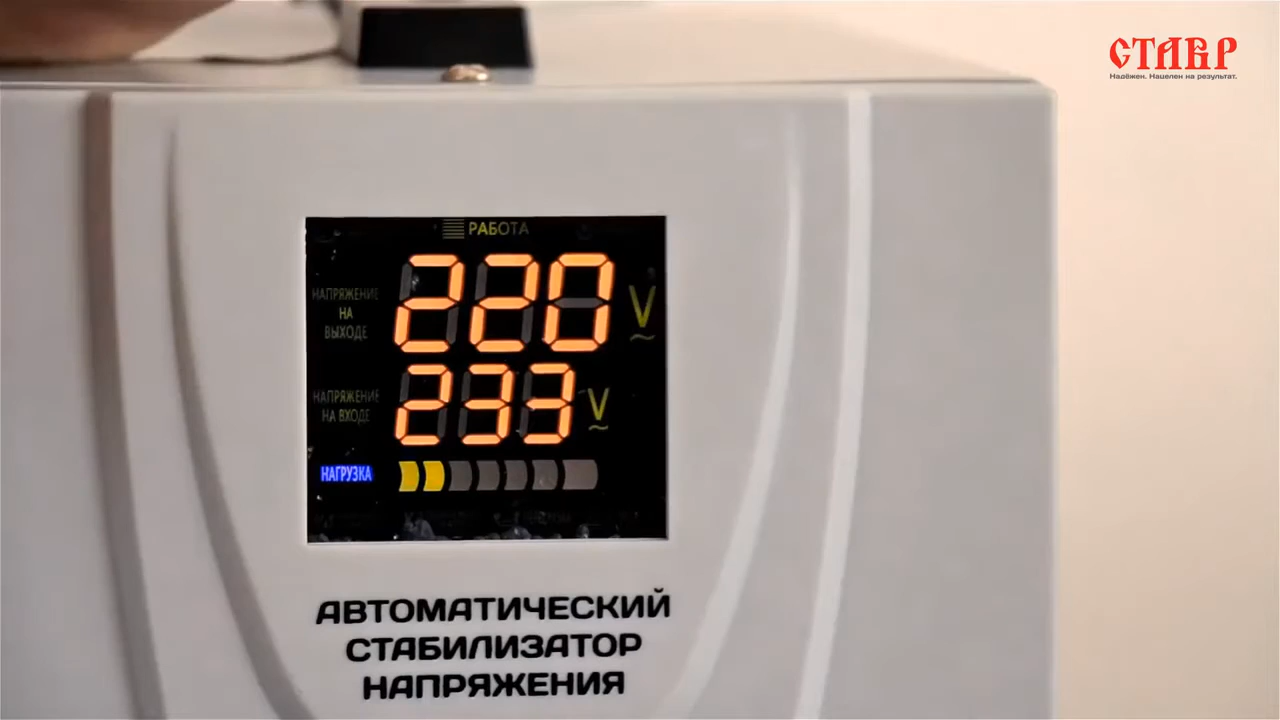 СТАВР
Надёжен. Нацелен на результат.
РАБОТА
НАПРЯЖЕНИЕ
НА
ВЫХОДЕ
220 V
~
НАПРЯЖЕНИЕ
НА ВХОДЕ
233 V
~
НАГРУЗКА
АВТОМАТИЧЕСКИЙ
СТАБИЛИЗАТОР
НАПРЯЖЕНИЯ